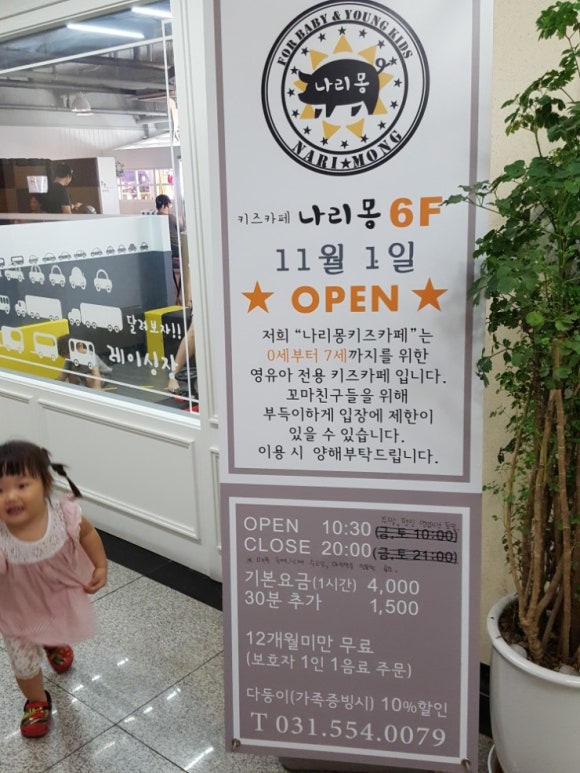 FOR BABY & YOUNG KIDS
나리몽
NARI★MONG
키즈카페 나리몽 6F
11월 1일
★ OPEN ★
저희 "나리몽키즈카페"는
0세부터 7세까지를 위한
영유아 전용 키즈카페 입니다.
꼬마친구들을 위해
부득이하게 입장에 제한이
있을 수 있습니다.
이용 시 양해부탁드립니다.
OPEN 10:30 (금,토 10:00)
CLOSE 20:00 (금,토 21:00)
기본요금(1시간) 4,000
30분 추가 1,500
12개월미만 무료
(보호자 1인 1음료 주문)
다둥이(가족증빙시) 10%할인
T 031.554.0079
달려보자!!
레이싱카